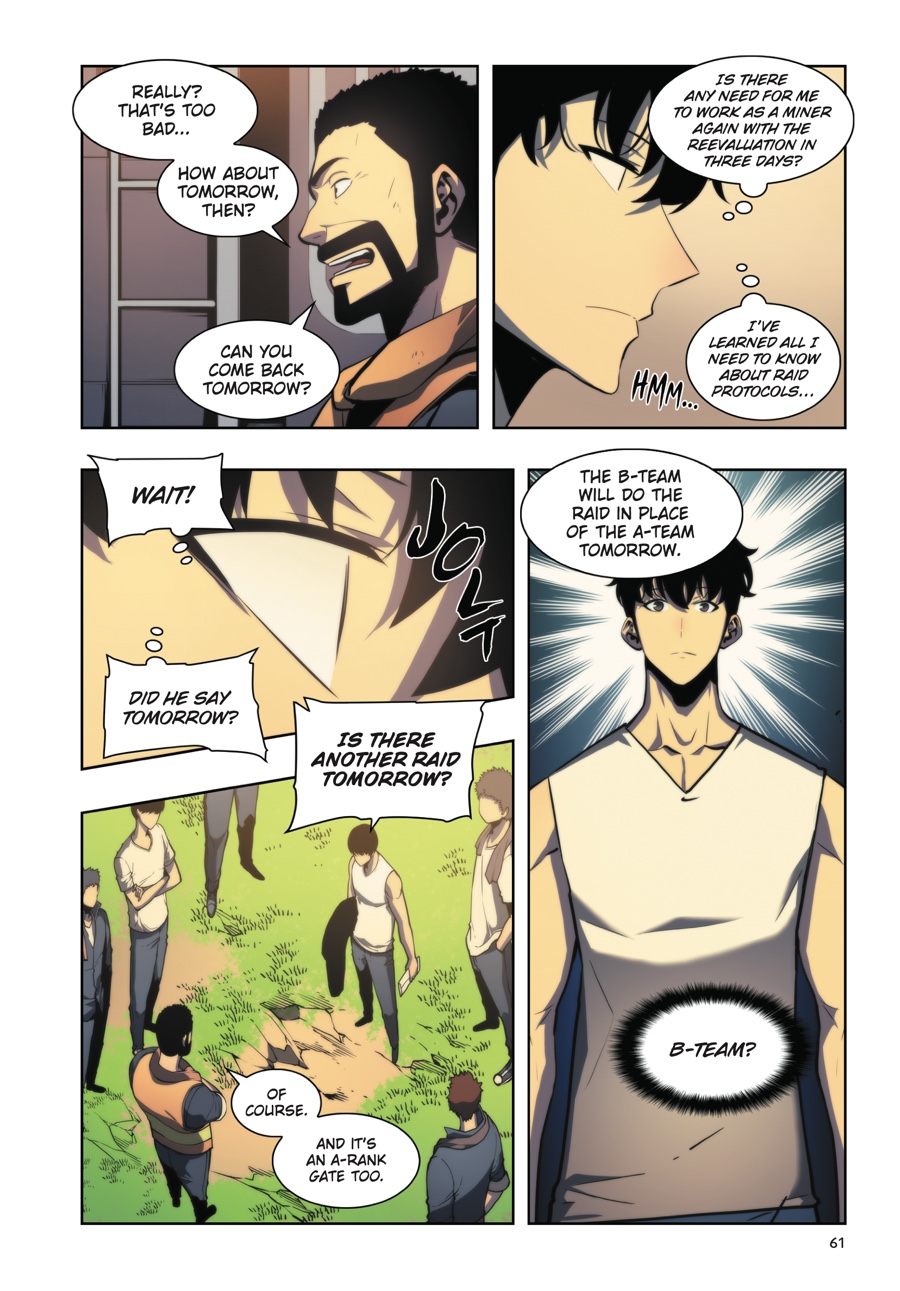 REALLY?
THAT'S TOO
BAD...
HOW ABOUT
TOMORROW,
THEN?
CAN YOU
COME BACK
TOMORROW?
IS THERE
ANY NEED FOR ME
TO WORK AS A MINER
AGAIN WITH THE
REEVALUATION IN
THREE DAYS?
I'VE
LEARNED ALL I
NEED TO KNOW
ABOUT RAID
PROTOCOLS...
HMM...
WAIT!
JOLT
DID HE SAY
TOMORROW?
IS THERE
ANOTHER RAID
TOMORROW?
OF
COURSE.
AND IT'S
AN A-RANK
GATE TOO.
THE B-TEAM
WILL DO THE
RAID IN PLACE
OF THE A-TEAM
TOMORROW.
B-TEAM?
61